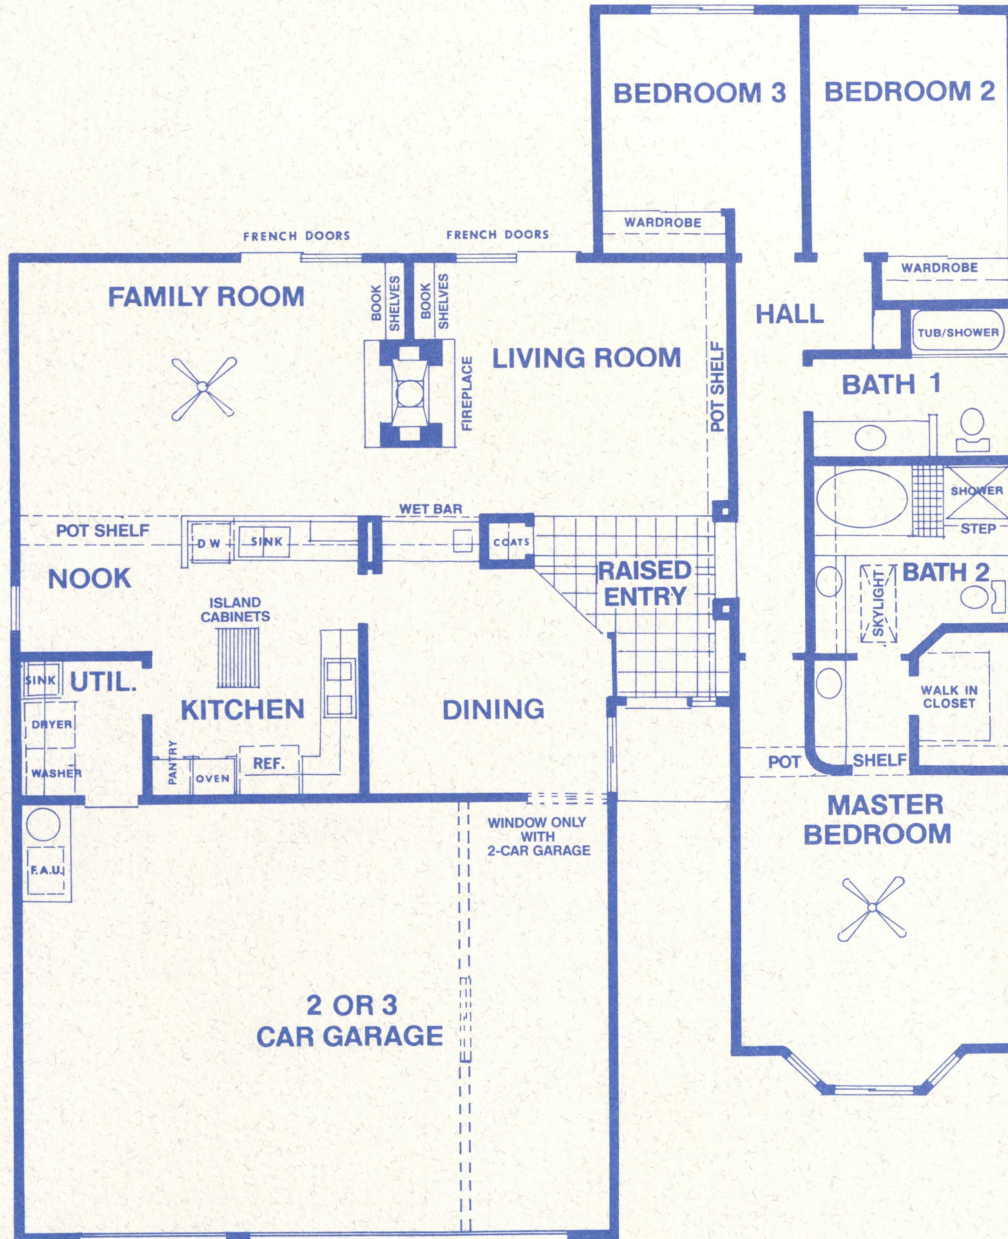 BEDROOM 3
BEDROOM 2
WARDROBE
FRENCH DOORS
FRENCH DOORS
WARDROBE
FAMILY ROOM
BOOK
SHELVES
BOOK
SHELVES
HALL
TUB/SHOWER
LIVING ROOM
FIREPLACE
POT SHELF
BATH 1
SHOWER
STEP
POT SHELF
WET BAR
D W
SINK
COATS
NOOK
RAISED
ENTRY
BATH 2
SKYLIGHT
ISLAND
CABINETS
SINK
UTIL.
DRYER
WASHER
KITCHEN
PANTRY
OVEN
REF.
DINING
WALK IN
CLOSET
POT
SHELF
MASTER
BEDROOM
WINDOW ONLY
WITH
2-CAR GARAGE
F.A.U.
2 OR 3
CAR GARAGE